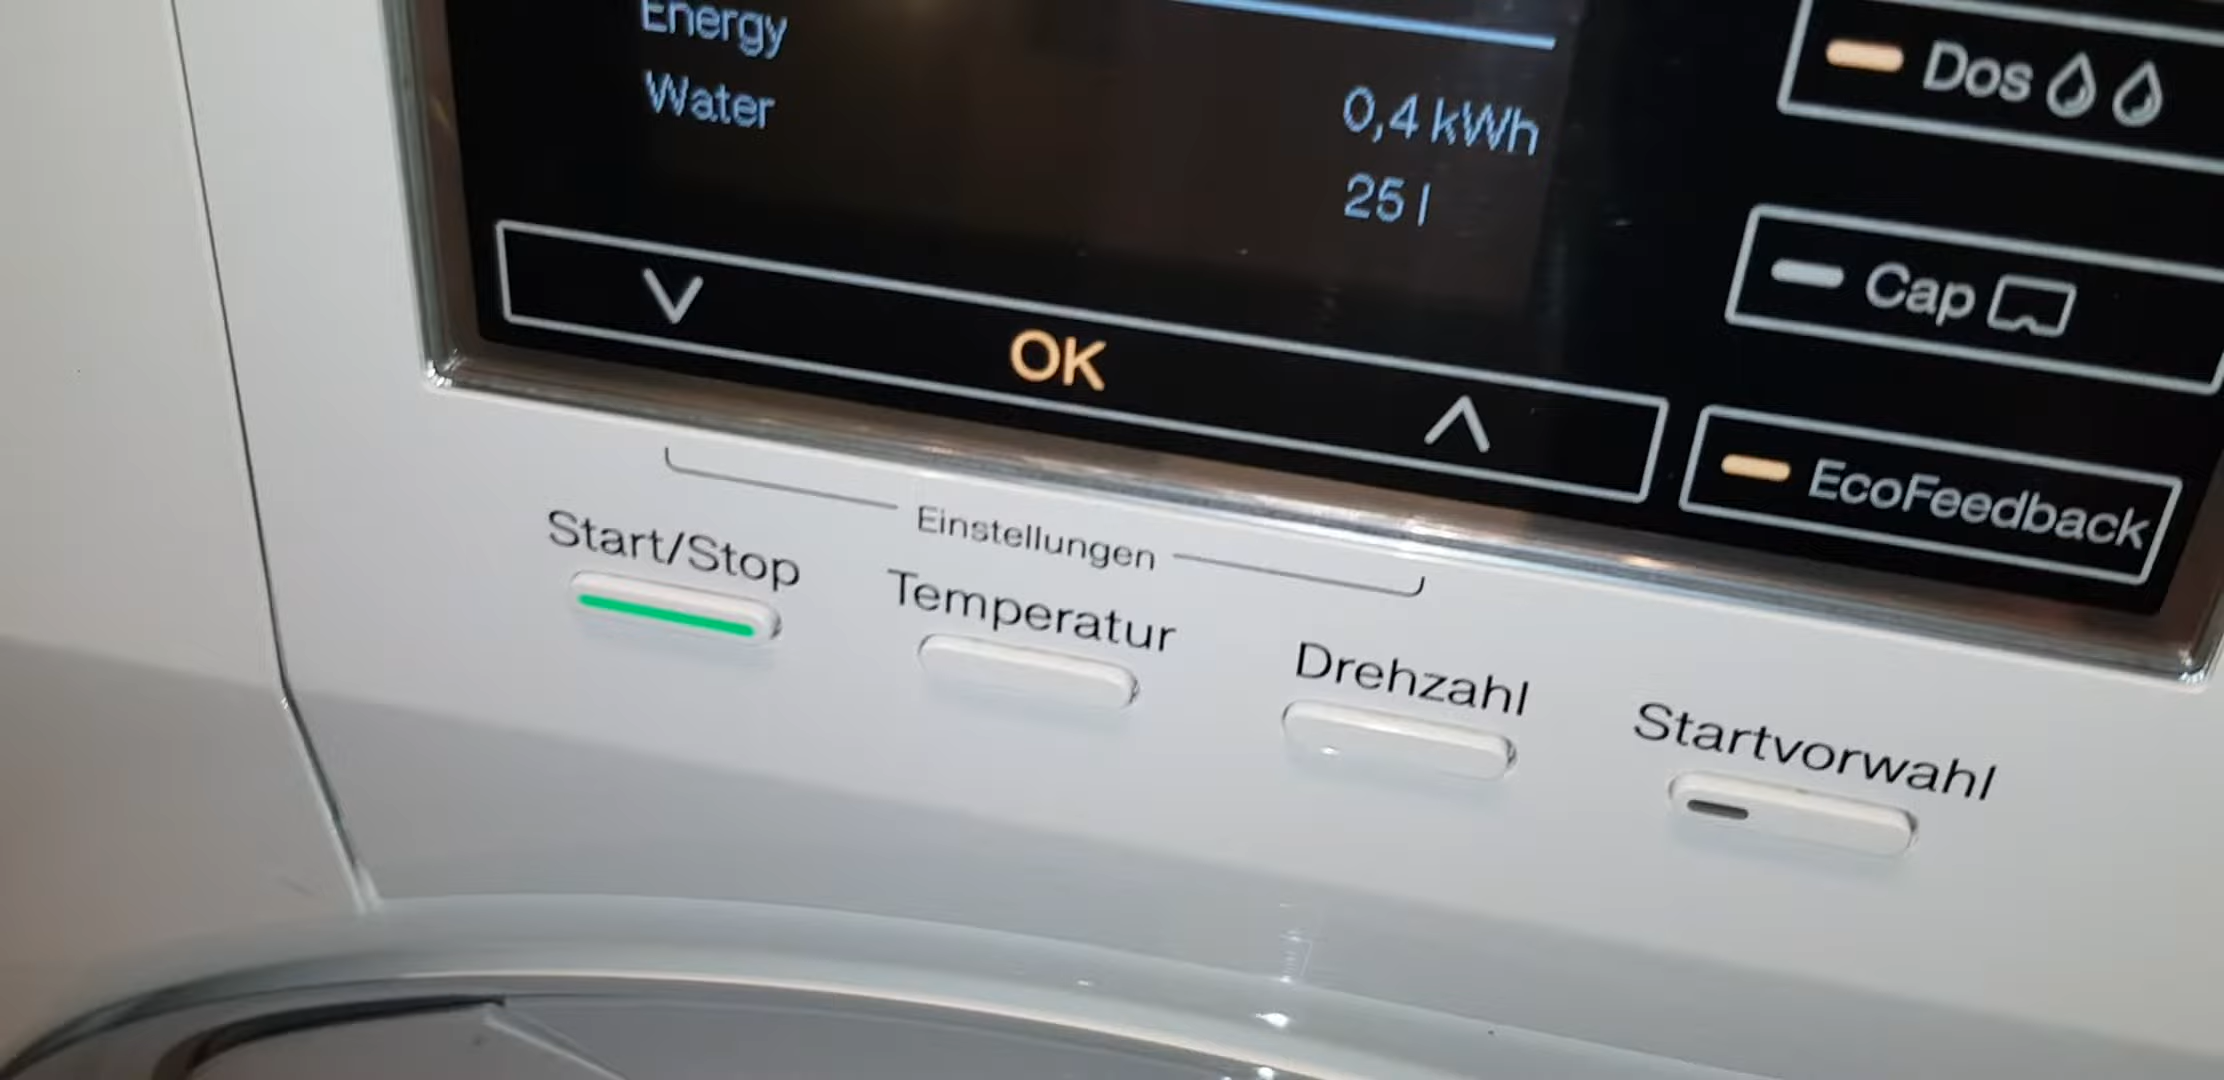 Energy 0,4 kWh
Water 25 l
Dos
Cap
OK
EcoFeedback
Einstellungen
Start/Stop
Temperatur
Drehzahl
Startvorwahl